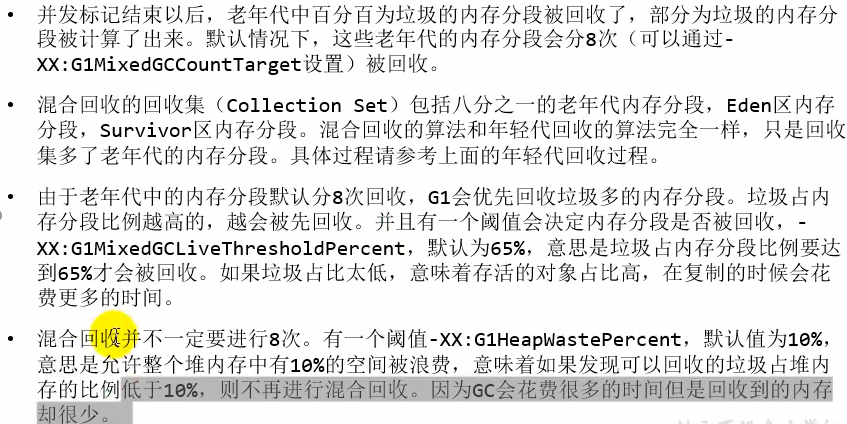 • 并发标记结束以后，老年代中百分百为垃圾的内存分段被回收了，部分为垃圾的内存分
段被计算了出来。默认情况下，这些老年代的内存分段会分8次（可以通过-
XX:G1MixedGCCountTarget设置）被回收。
• 混合回收的回收集（Collection Set）包括八分之一的老年代内存分段，Eden区内存
分段，Survivor区内存分段。混合回收的算法和年轻代回收的算法完全一样，只是回收
集多了老年代的内存分段。具体过程请参考上面的年轻代回收过程。
• 由于老年代中的内存分段默认分8次回收，G1会优先回收垃圾多的内存分段。垃圾占内
存分段比例越高的，越会被先回收。并且有一个阈值会决定内存分段是否被回收，-
XX:G1MixedGCLiveThresholdPercent，默认为65%，意思是垃圾占内存分段比例要达
到65%才会被回收。如果垃圾占比太低，意味着存活的对象占比高，在复制的时候会花
费更多的时间。
• 混合回收并不一定要进行8次。有一个阈值-XX:G1HeapWastePercent，默认值为10%，
意思是允许整个堆内存中有10%的空间被浪费，意味着如果发现可以回收的垃圾占堆内
存的比例低于10%，则不再进行混合回收。因为GC会花费很多的时间但是回收到的内存
却很少。